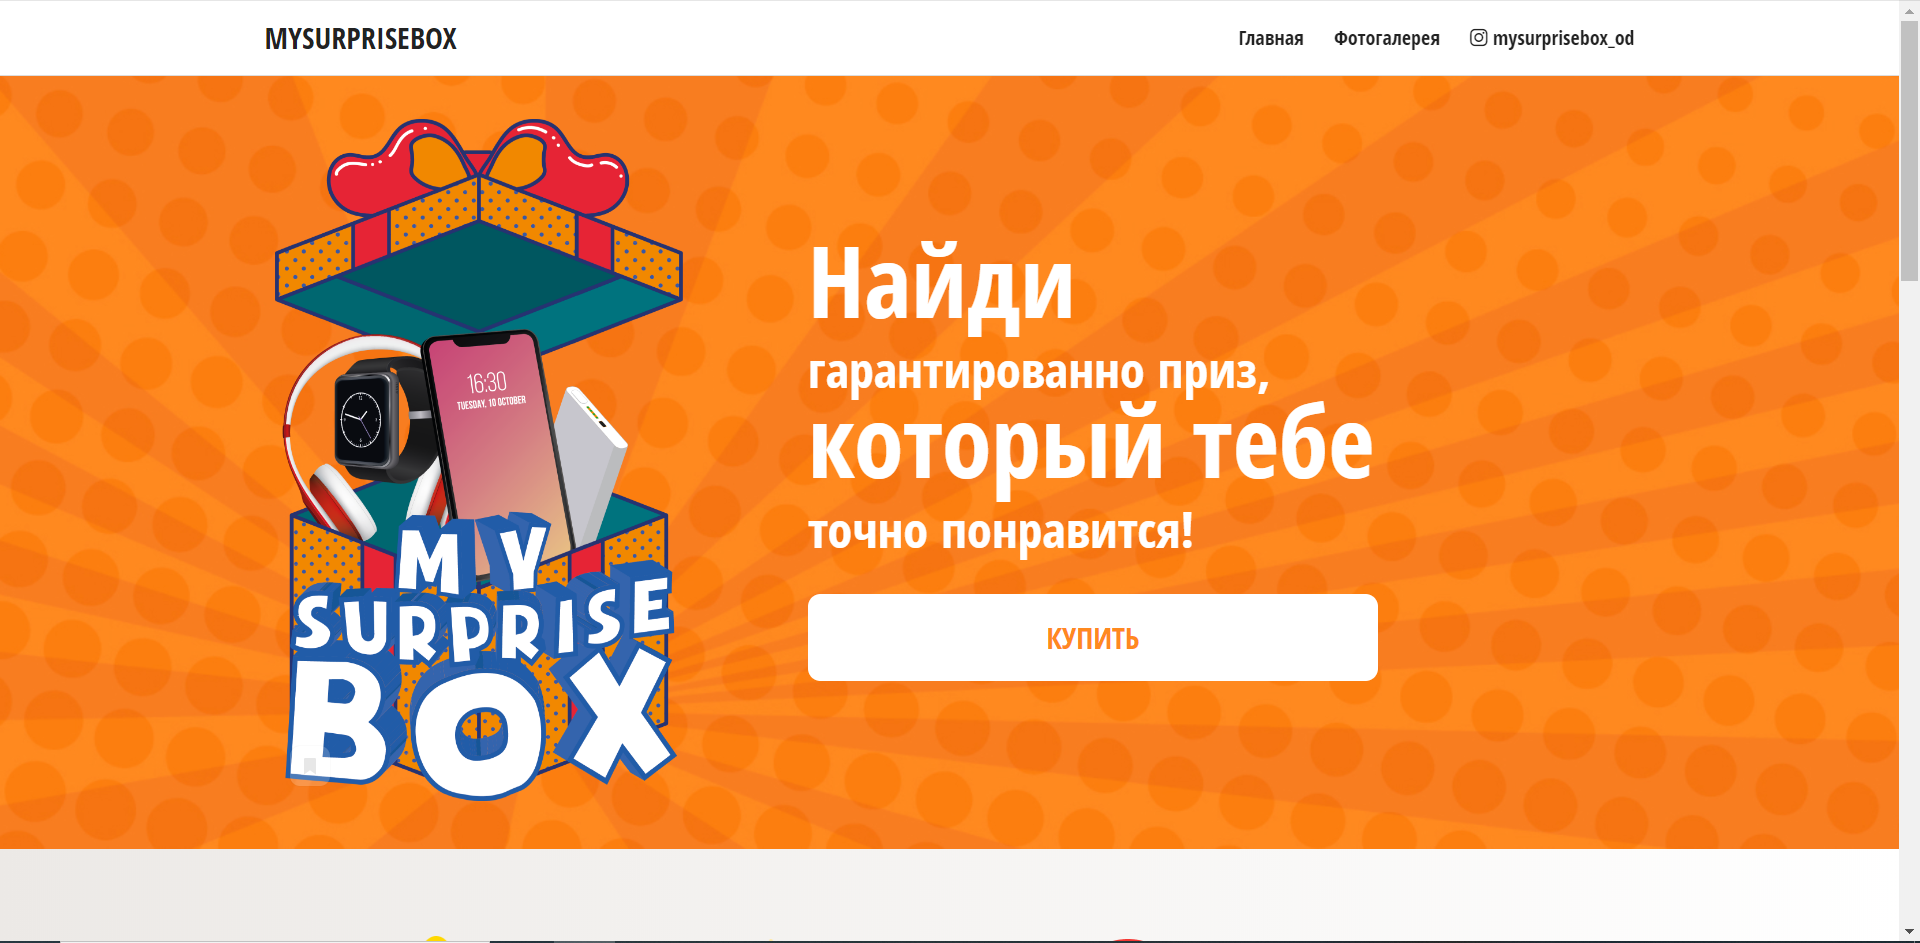 MYSURPRISEBOX
Главная Фотогалерея mysurprisebox_od
Найди
гарантированно приз,
который тебе
точно понравится!
КУПИТЬ
16:30
TUESDAY, 10 OCTOBER
MY
SURPRISE
BOX